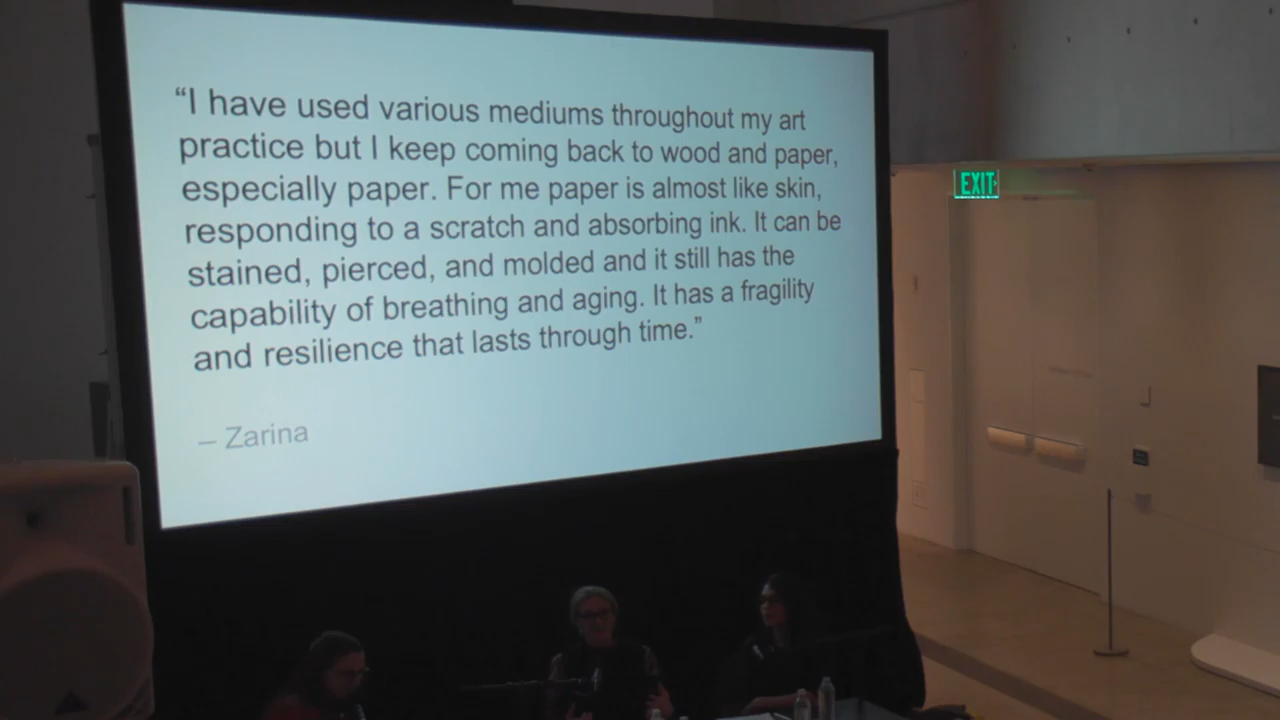 “I have used various mediums throughout my art
practice but I keep coming back to wood and paper,
especially paper. For me paper is almost like skin,
responding to a scratch and absorbing ink. It can be
stained, pierced, and molded and it still has the
capability of breathing and aging. It has a fragility
and resilience that lasts through time.”
– Zarina
EXIT